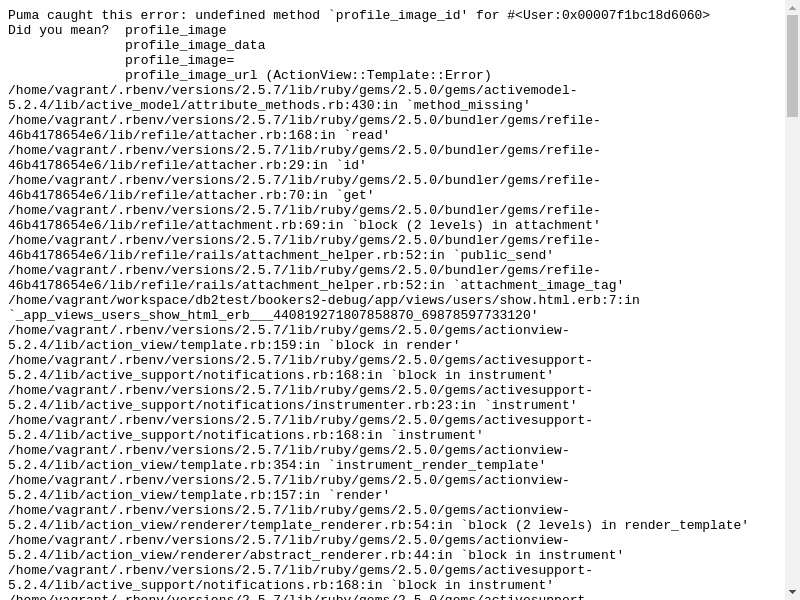 Puma caught this error: undefined method `profile_image_id' for #<User:0x00007f1bc18d6060>
Did you mean?  profile_image
               profile_image_data
               profile_image=
               profile_image_url (ActionView::Template::Error)
/home/vagrant/.rbenv/versions/2.5.7/lib/ruby/gems/2.5.0/gems/activemodel-
5.2.4/lib/active_model/attribute_methods.rb:430:in `method_missing'
/home/vagrant/.rbenv/versions/2.5.7/lib/ruby/gems/2.5.0/bundler/gems/refile-
46b4178654e6/lib/refile/attacher.rb:168:in `read'
/home/vagrant/.rbenv/versions/2.5.7/lib/ruby/gems/2.5.0/bundler/gems/refile-
46b4178654e6/lib/refile/attacher.rb:29:in `id'
/home/vagrant/.rbenv/versions/2.5.7/lib/ruby/gems/2.5.0/bundler/gems/refile-
46b4178654e6/lib/refile/attacher.rb:70:in `get'
/home/vagrant/.rbenv/versions/2.5.7/lib/ruby/gems/2.5.0/bundler/gems/refile-
46b4178654e6/lib/refile/attachment.rb:69:in `block (2 levels) in attachment'
/home/vagrant/.rbenv/versions/2.5.7/lib/ruby/gems/2.5.0/bundler/gems/refile-
46b4178654e6/lib/refile/rails/attachment_helper.rb:52:in `public_send'
/home/vagrant/.rbenv/versions/2.5.7/lib/ruby/gems/2.5.0/bundler/gems/refile-
46b4178654e6/lib/refile/rails/attachment_helper.rb:52:in `attachment_image_tag'
/home/vagrant/workspace/db2test/bookers2-debug/app/views/users/show.html.erb:7:in
`_app_views_users_show_html_erb___440819271807858870_69878597733120'
/home/vagrant/.rbenv/versions/2.5.7/lib/ruby/gems/2.5.0/gems/actionview-
5.2.4/lib/action_view/template.rb:159:in `block in render'
/home/vagrant/.rbenv/versions/2.5.7/lib/ruby/gems/2.5.0/gems/activesupport-
5.2.4/lib/active_support/notifications.rb:168:in `block in instrument'
/home/vagrant/.rbenv/versions/2.5.7/lib/ruby/gems/2.5.0/gems/activesupport-
5.2.4/lib/active_support/notifications/instrumenter.rb:23:in `instrument'
/home/vagrant/.rbenv/versions/2.5.7/lib/ruby/gems/2.5.0/gems/activesupport-
5.2.4/lib/active_support/notifications.rb:168:in `instrument'
/home/vagrant/.rbenv/versions/2.5.7/lib/ruby/gems/2.5.0/gems/actionview-
5.2.4/lib/action_view/template.rb:354:in `instrument_render_template'
/home/vagrant/.rbenv/versions/2.5.7/lib/ruby/gems/2.5.0/gems/actionview-
5.2.4/lib/action_view/template.rb:157:in `render'
/home/vagrant/.rbenv/versions/2.5.7/lib/ruby/gems/2.5.0/gems/actionview-
5.2.4/lib/action_view/renderer/template_renderer.rb:54:in `block (2 levels) in render_template'
/home/vagrant/.rbenv/versions/2.5.7/lib/ruby/gems/2.5.0/gems/actionview-
5.2.4/lib/action_view/renderer/abstract_renderer.rb:44:in `block in instrument'
/home/vagrant/.rbenv/versions/2.5.7/lib/ruby/gems/2.5.0/gems/activesupport-
5.2.4/lib/active_support/notifications.rb:168:in `block in instrument'
/home/vagrant/.rbenv/versions/2.5.7/lib/ruby/gems/2.5.0/gems/activesupport-